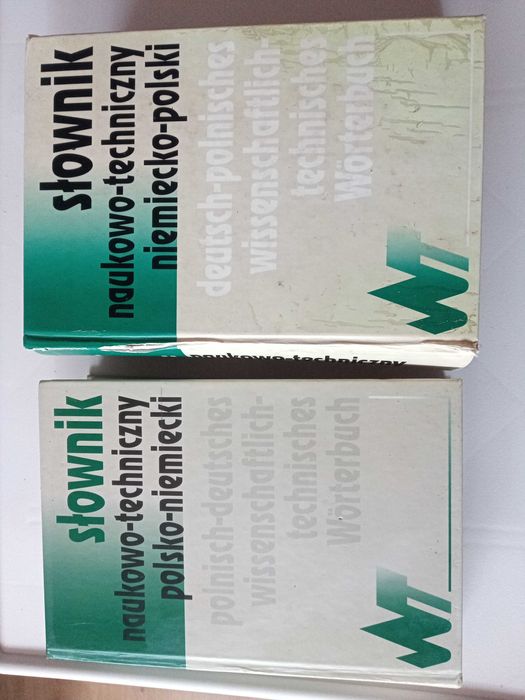 słownik
naukowo-techniczny
niemiecko-polski
deutsch-polnisches
wissenschaftlich-
technisches
Wörterbuch
WT
naukowo-techniczny
słownik
naukowo-techniczny
polsko-niemiecki
polnisch-deutsches
wissenschaftlich-
technisches
Wörterbuch
WT